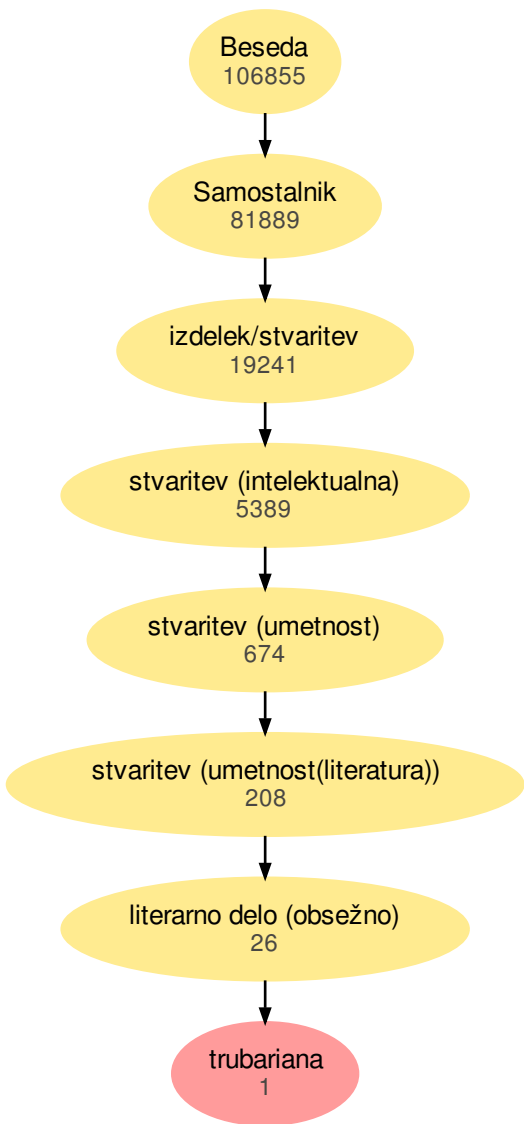 Beseda
106855
Samostalnik
81889
izdelek/stvaritev
19241
stvaritev (intelektualna)
5389
stvaritev (umetnost)
674
stvaritev (umetnost(literatura))
208
literarno delo (obsežno)
26
trubariana
1